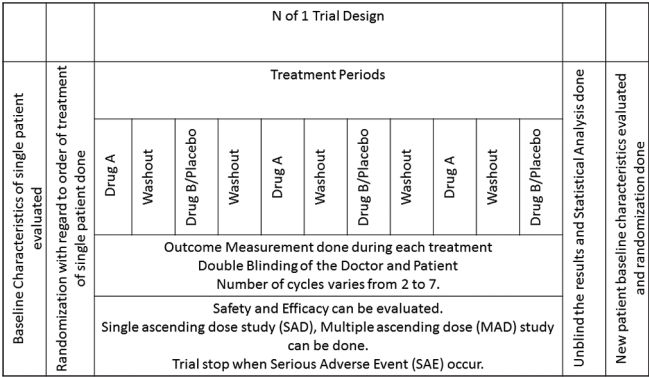 N of 1 Trial Design
Baseline Characteristics of single patient
evaluated
Randomization with regard to order of treatment
of single patient done
Treatment Periods
Drug A
Washout
Drug B/Placebo
Washout
Drug A
Washout
Drug B/Placebo
Washout
Drug A
Washout
Drug B/Placebo
Outcome Measurement done during each treatment
Double Blinding of the Doctor and Patient
Number of cycles varies from 2 to 7.
Safety and Efficacy can be evaluated.
Single ascending dose study (SAD), Multiple ascending dose (MAD) study
can be done.
Trial stop when Serious Adverse Event (SAE) occur.
Unblind the results and Statistical Analysis done
New patient baseline characteristics evaluated
and randomization done